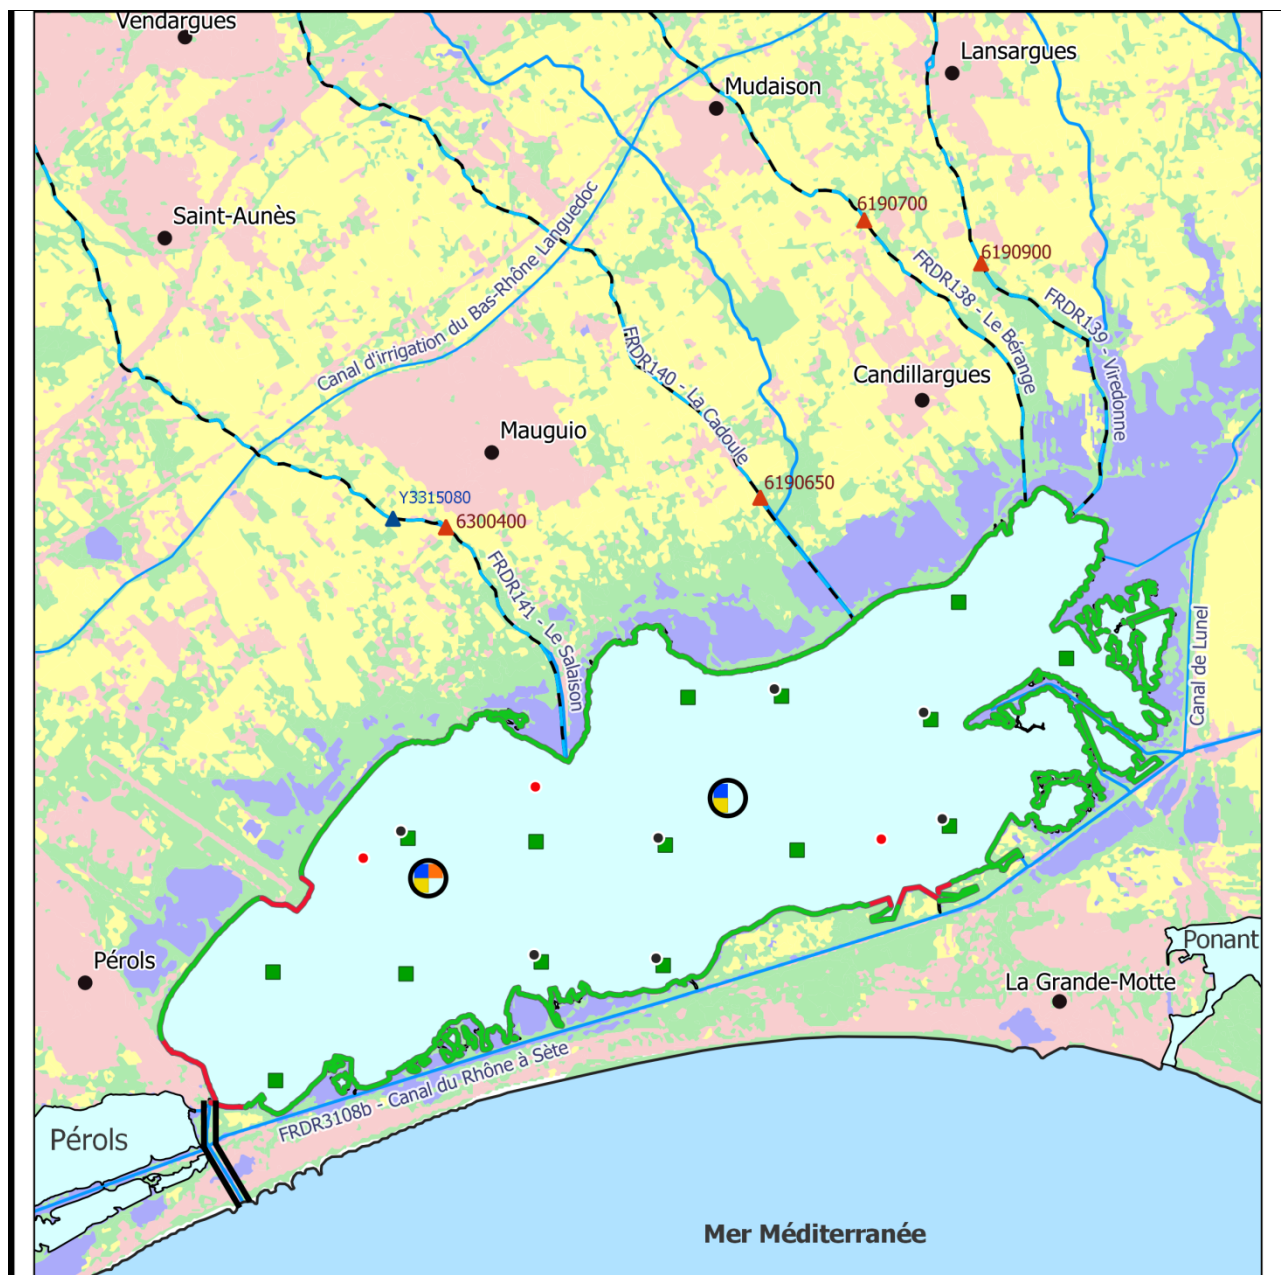 Vendargues
Lansargues
Mudaison
Saint-Aunès
6190700
6190900
Canal d'irrigation du Bas-Rhône Languedoc
FRDR138 - Le Bérange
FRDR139 - Viredonne
FRDR140 - La Cadoule
Candillargues
Mauguio
6190650
Y3315080
6300400
FRDR141 - Le Salaison
Canal de Lunel
Pérols
Ponant
La Grande-Motte
FRDR3108b - Canal du Rhône à Sète
Pérols
Mer Méditerranée